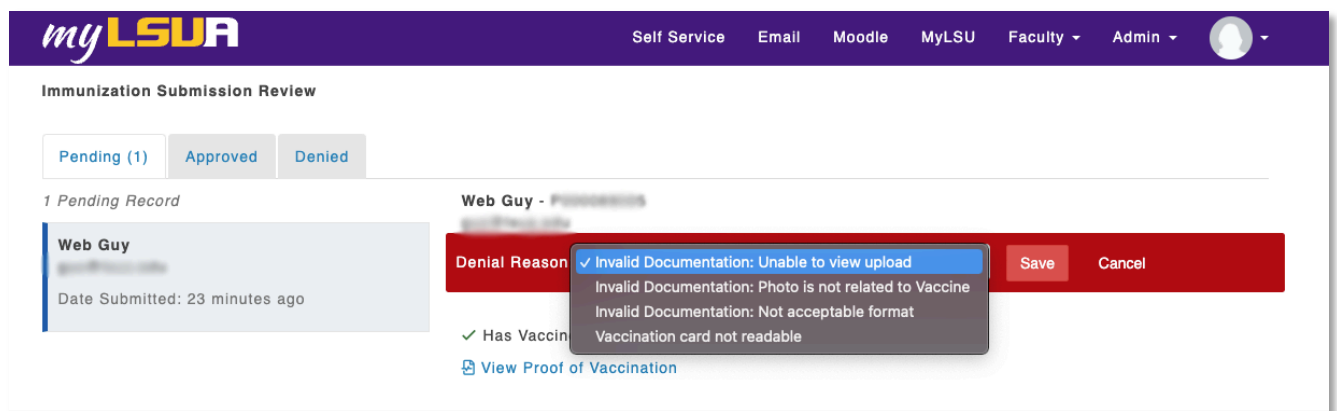 my LSUA
Self Service Email Moodle MyLSU Faculty Admin
Immunization Submission Review
Pending (1) Approved Denied
1 Pending Record
Web Guy -
Web Guy
Date Submitted: 23 minutes ago
Denial Reason
✓ Invalid Documentation: Unable to view upload
Invalid Documentation: Photo is not related to Vaccine
Invalid Documentation: Not acceptable format
Vaccination card not readable
Save Cancel
✓ Has Vaccin
View Proof of Vaccination